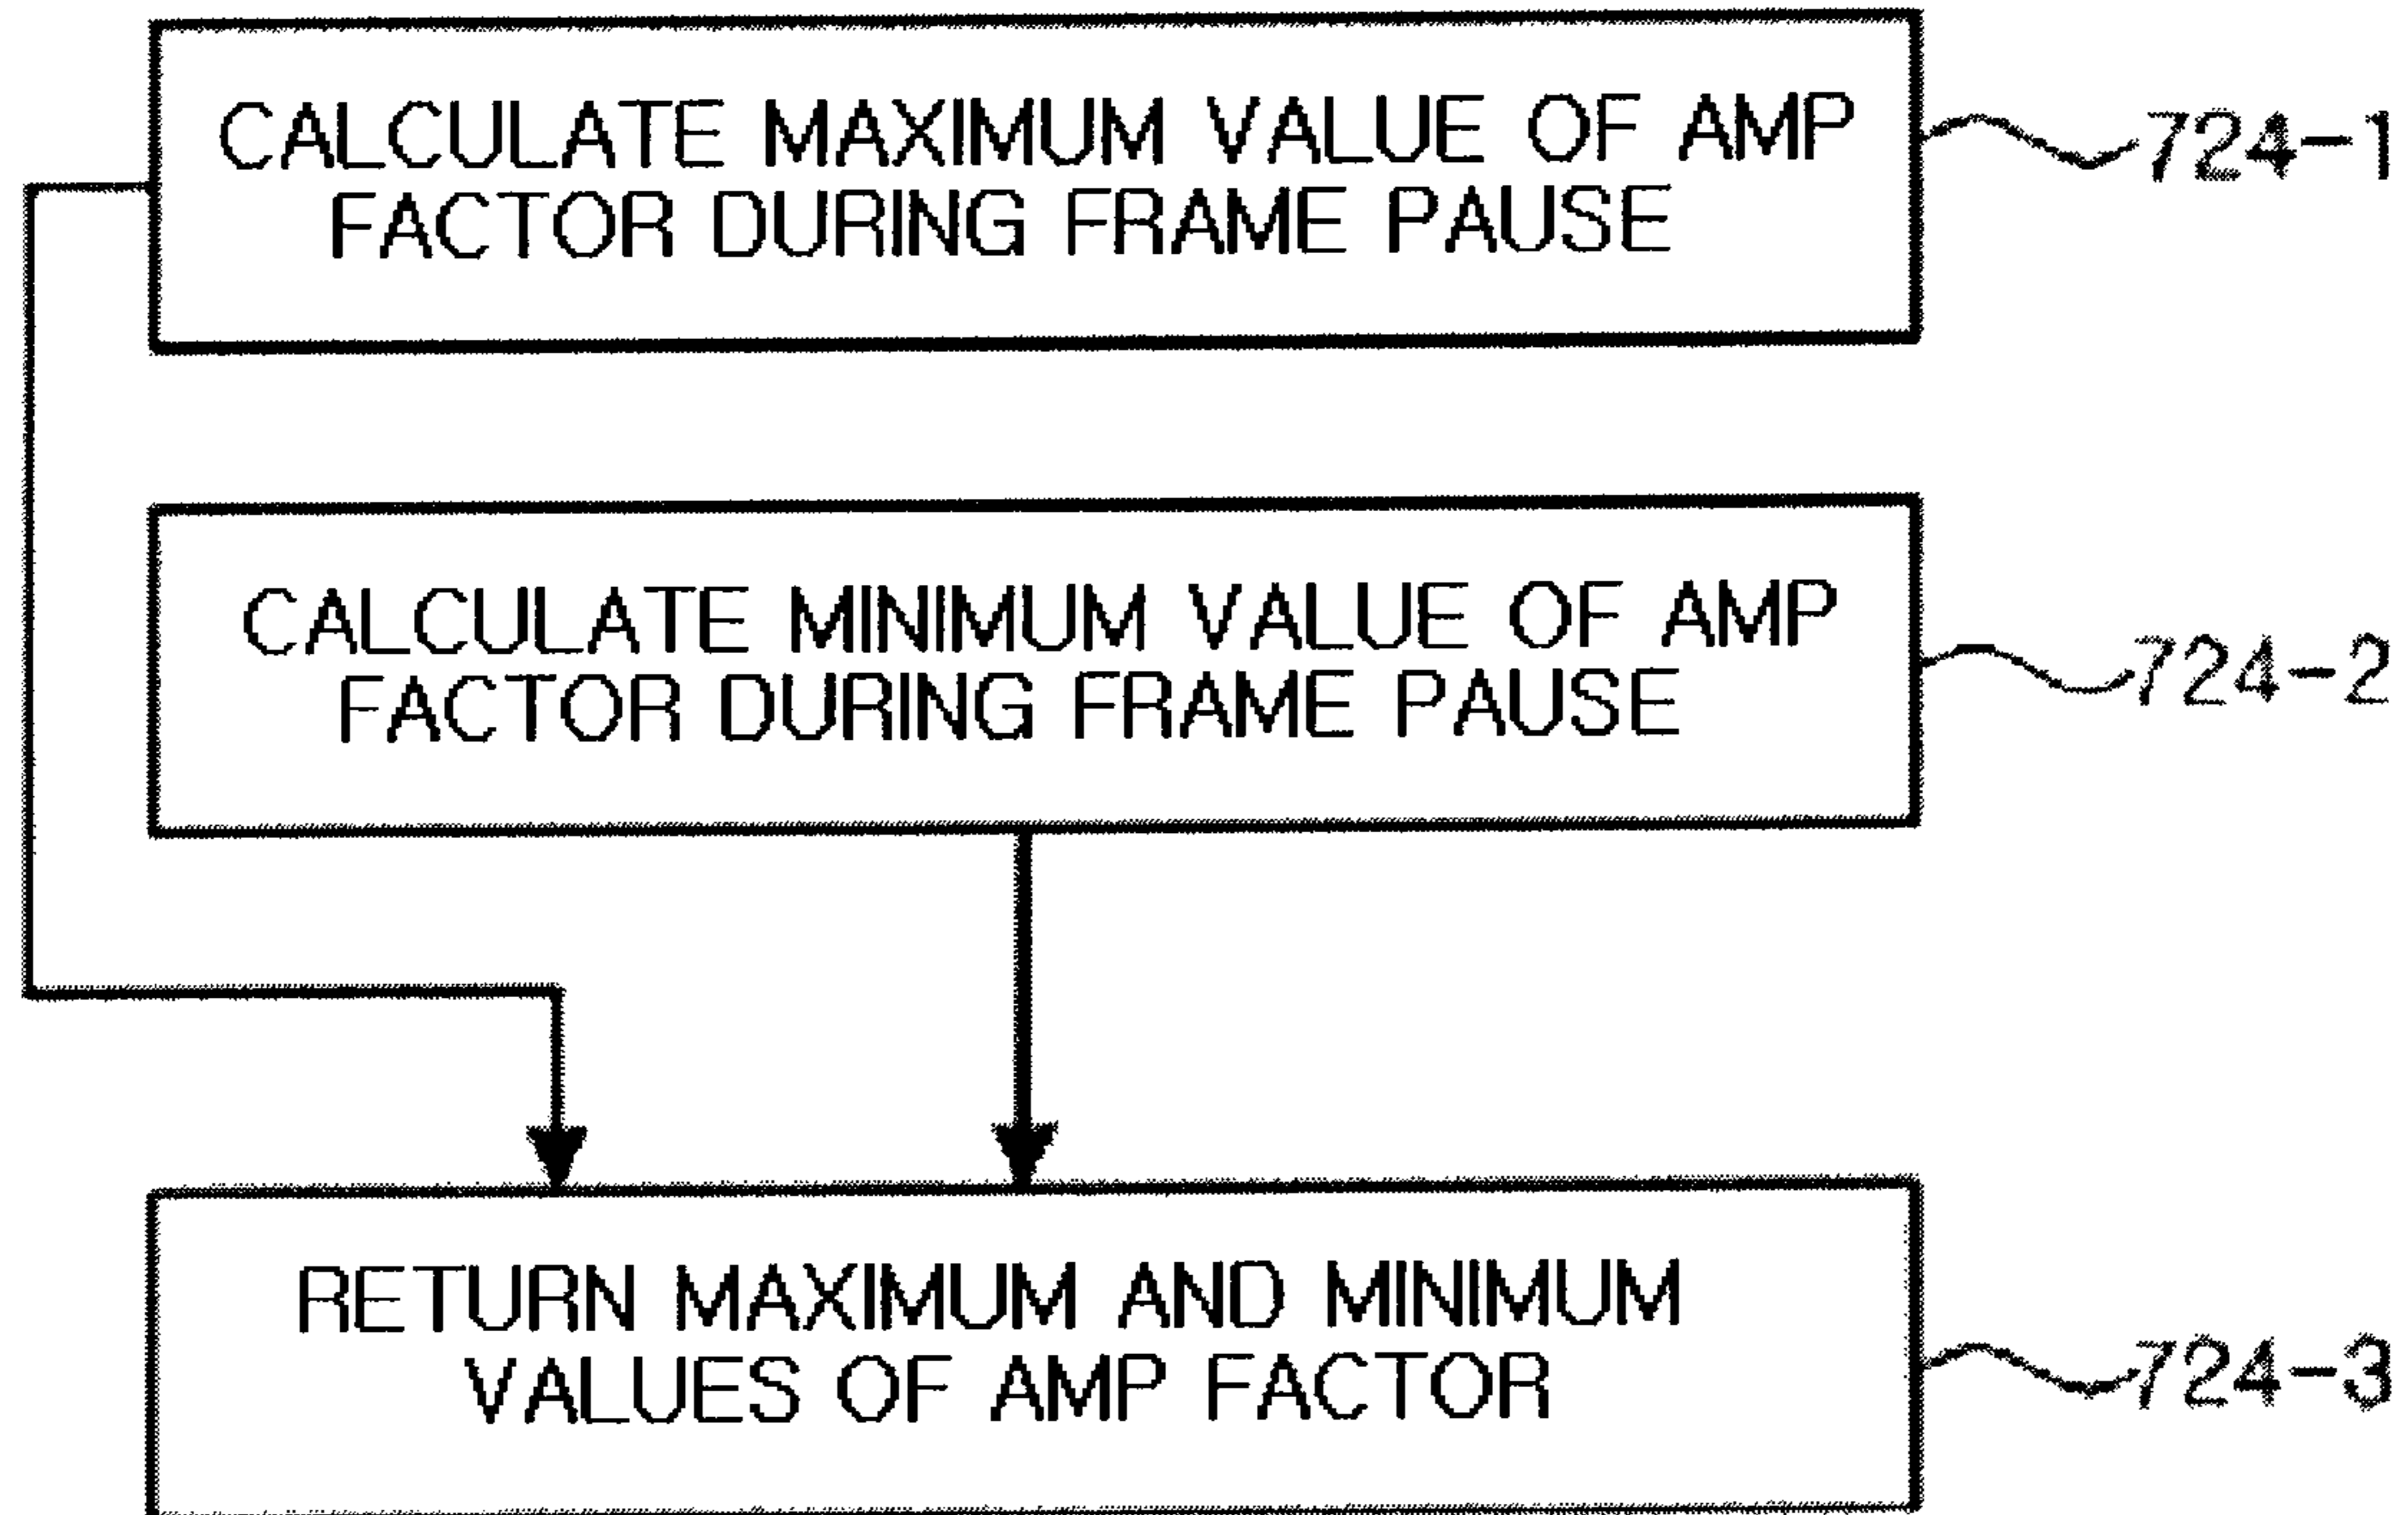 CALCULATE MAXIMUM VALUE OF AMP
FACTOR DURING FRAME PAUSE
724-1
CALCULATE MINIMUM VALUE OF AMP
FACTOR DURING FRAME PAUSE
724-2
RETURN MAXIMUM AND MINIMUM
VALUES OF AMP FACTOR
724-3